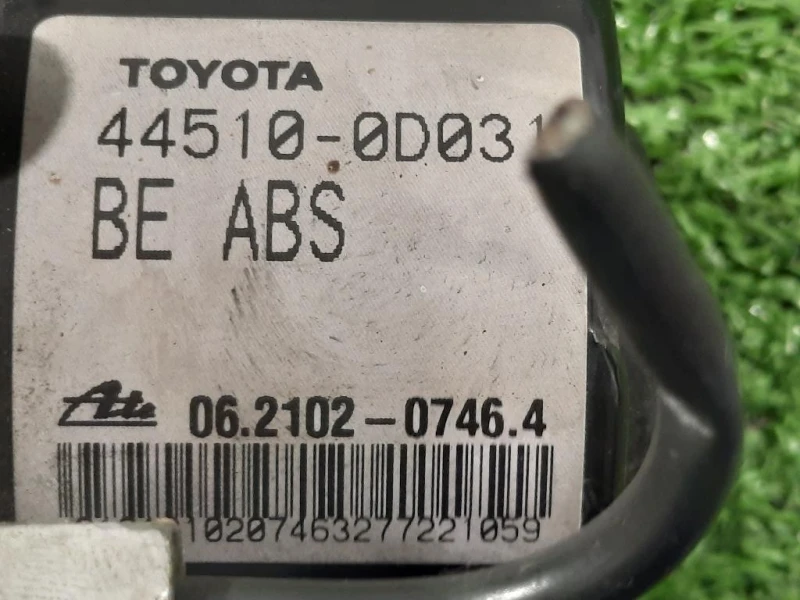 TOYOTA
44510-0D031
BE ABS
Ate 06.2102-0746.4